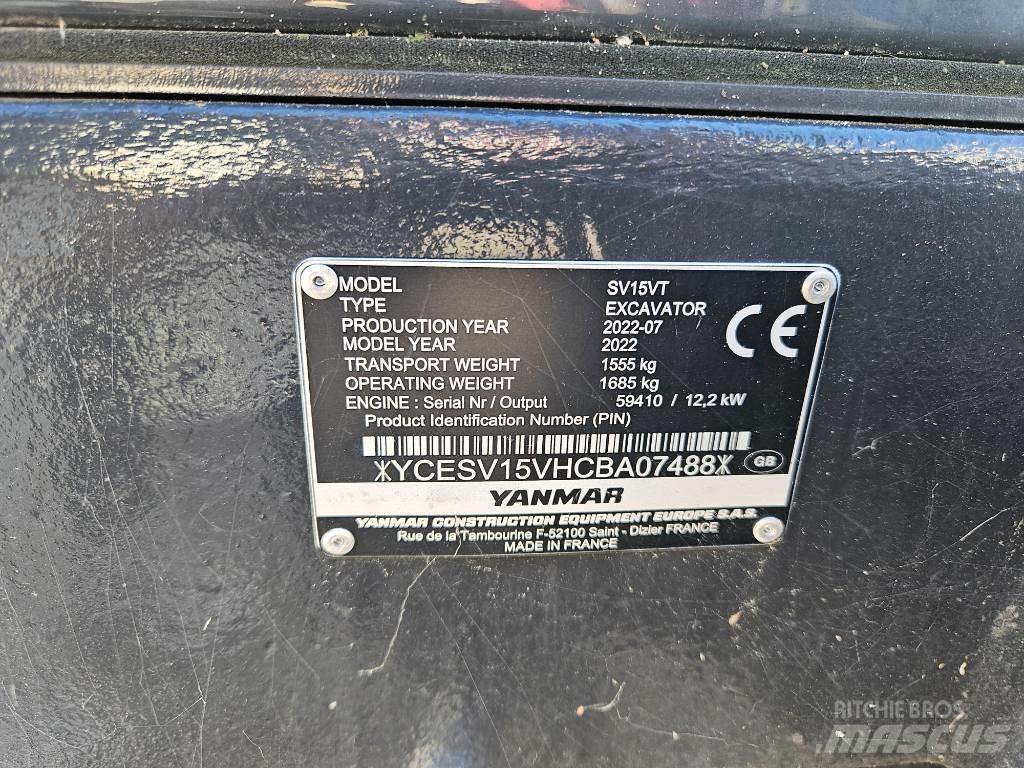 MODEL SV15VT
TYPE EXCAVATOR
PRODUCTION YEAR 2022-07
MODEL YEAR 2022
TRANSPORT WEIGHT 1555 kg
OPERATING WEIGHT 1685 kg
ENGINE : Serial Nr / Output 59410 / 12,2 kW
Product Identification Number (PIN)
CE
YCESV15VHCBA07488
GB
YANMAR
YANMAR CONSTRUCTION EQUIPMENT EUROPE S.A.S.
Rue de la Tambourine F-52100 Saint - Dizier FRANCE
MADE IN FRANCE
RITCHIE BROS
MASCUS